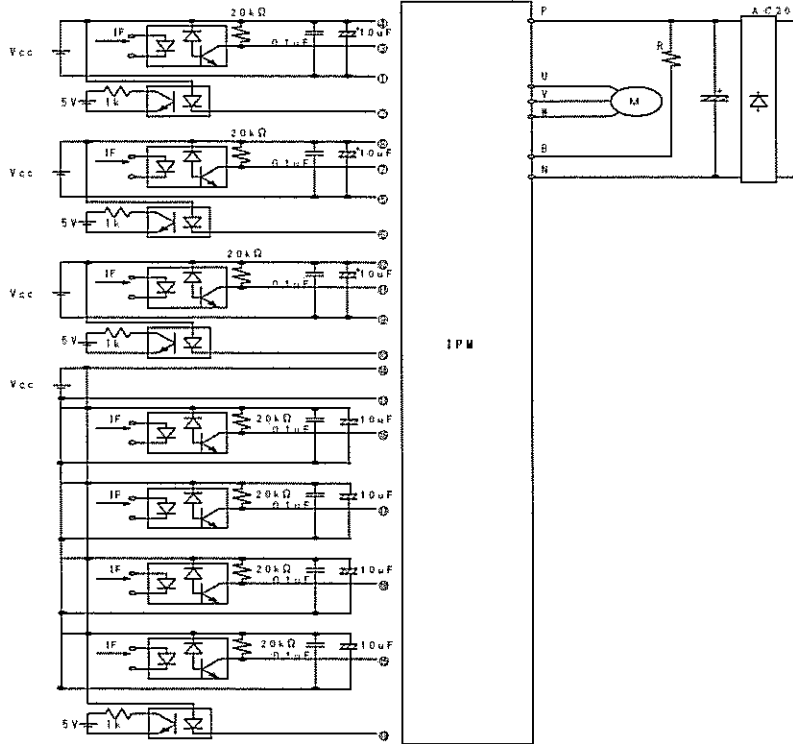 20kΩ
IF
0.1uF
10uF
Vcc
5V
1k
20kΩ
IF
0.1uF
10uF
Vcc
5V
1k
20kΩ
IF
0.1uF
10uF
Vcc
5V
1k
Vcc
IF
20kΩ
0.1uF
10uF
IF
20kΩ
0.1uF
10uF
IF
20kΩ
0.1uF
10uF
IF
20kΩ
0.1uF
10uF
5V
1k
IPM
P
AC20
R
U
V
W
M
B
N